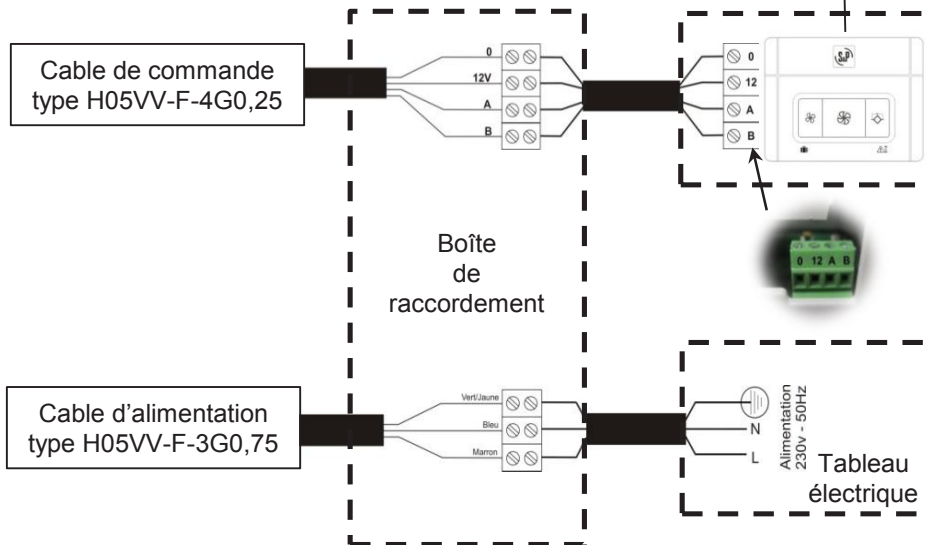 Cable de commande
type H05VV-F-4G0,25
0
12V
A
B
0
12
A
B
S&P
0 12 A B
Boîte
de
raccordement
Cable d’alimentation
type H05VV-F-3G0,75
Vert/Jaune
Bleu
Marron
N
L
Alimentation
230v - 50Hz
Tableau
électrique